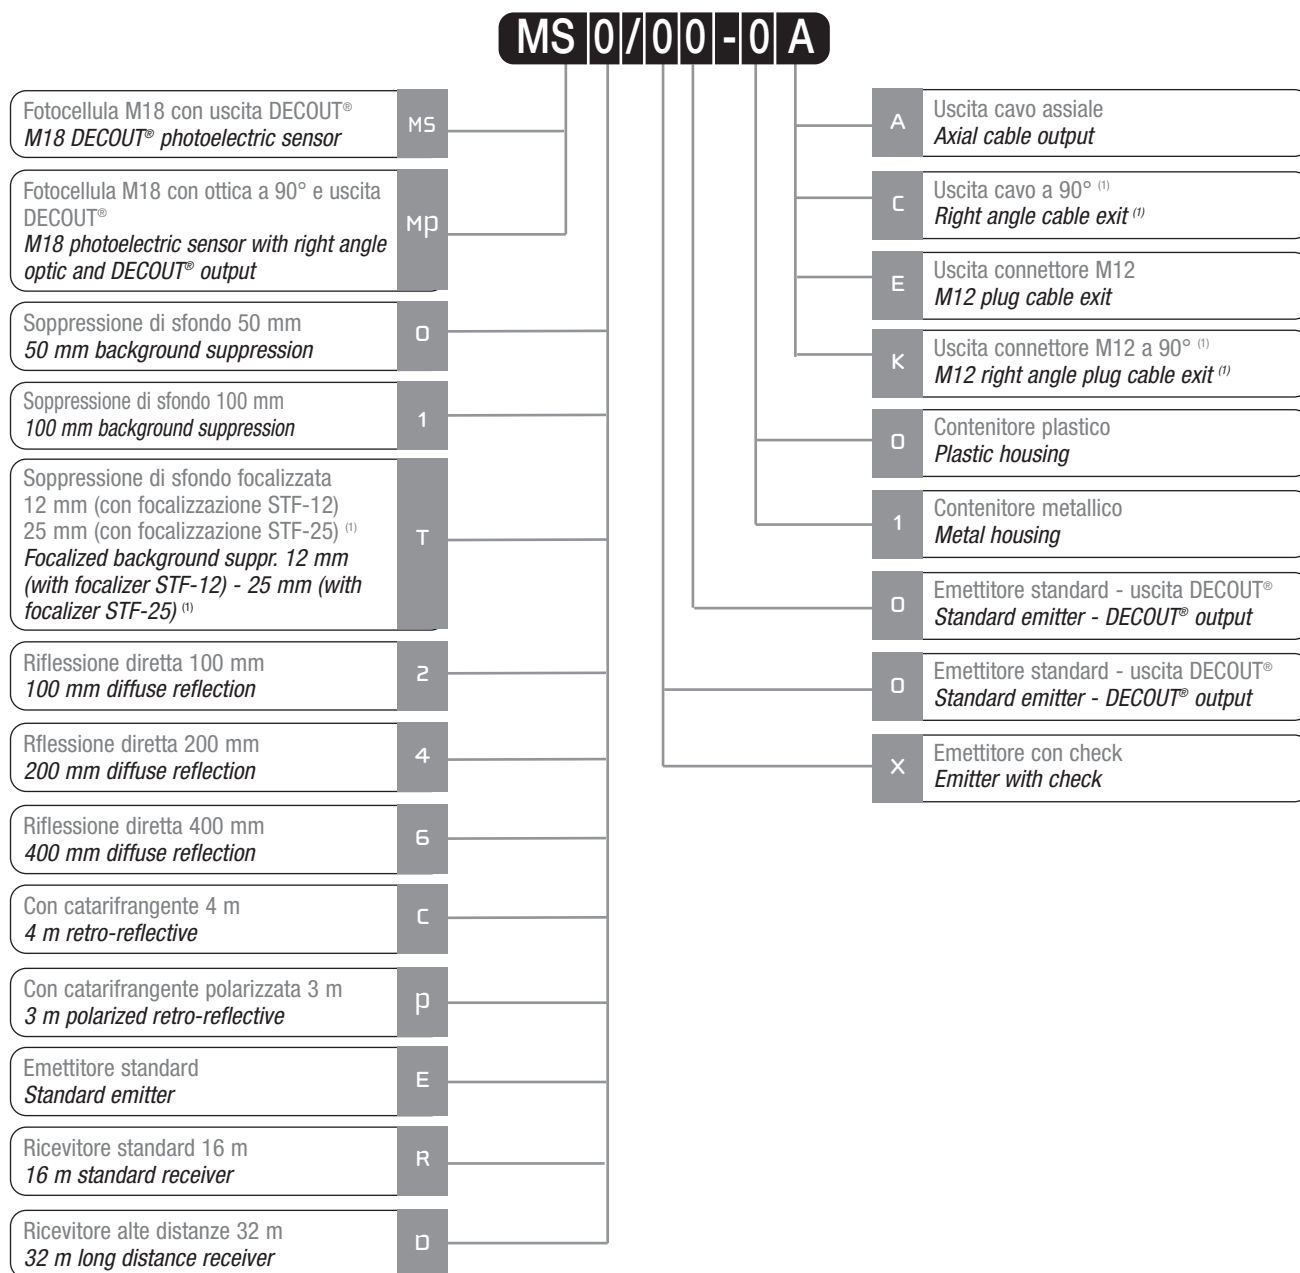 MS0/00-0A
Fotocellula M18 con uscita DECOUT®
M18 DECOUT® photoelectric sensor
MS
Fotocellula M18 con ottica a 90° e uscita
DECOUT®
M18 photoelectric sensor with right angle
optic and DECOUT® output
Mp
Soppressione di sfondo 50 mm
50 mm background suppression
0
Soppressione di sfondo 100 mm
100 mm background suppression
1
Soppressione di sfondo focalizzata
12 mm (con focalizzazione STF-12)
25 mm (con focalizzazione STF-25) (1)
Focalized background suppr. 12 mm
(with focalizer STF-12) - 25 mm (with
focalizer STF-25) (1)
T
Riflessione diretta 100 mm
100 mm diffuse reflection
2
Rflessione diretta 200 mm
200 mm diffuse reflection
4
Riflessione diretta 400 mm
400 mm diffuse reflection
6
Con catarifrangente 4 m
4 m retro-reflective
C
Con catarifrangente polarizzata 3 m
3 m polarized retro-reflective
p
Emettitore standard
Standard emitter
E
Ricevitore standard 16 m
16 m standard receiver
R
Ricevitore alte distanze 32 m
32 m long distance receiver
D
A
Uscita cavo assiale
Axial cable output
C
Uscita cavo a 90° (1)
Right angle cable exit (1)
E
Uscita connettore M12
M12 plug cable exit
K
Uscita connettore M12 a 90° (1)
M12 right angle plug cable exit (1)
0
Contenitore plastico
Plastic housing
1
Contenitore metallico
Metal housing
0
Emettitore standard - uscita DECOUT®
Standard emitter - DECOUT® output
0
Emettitore standard - uscita DECOUT®
Standard emitter - DECOUT® output
X
Emettitore con check
Emitter with check